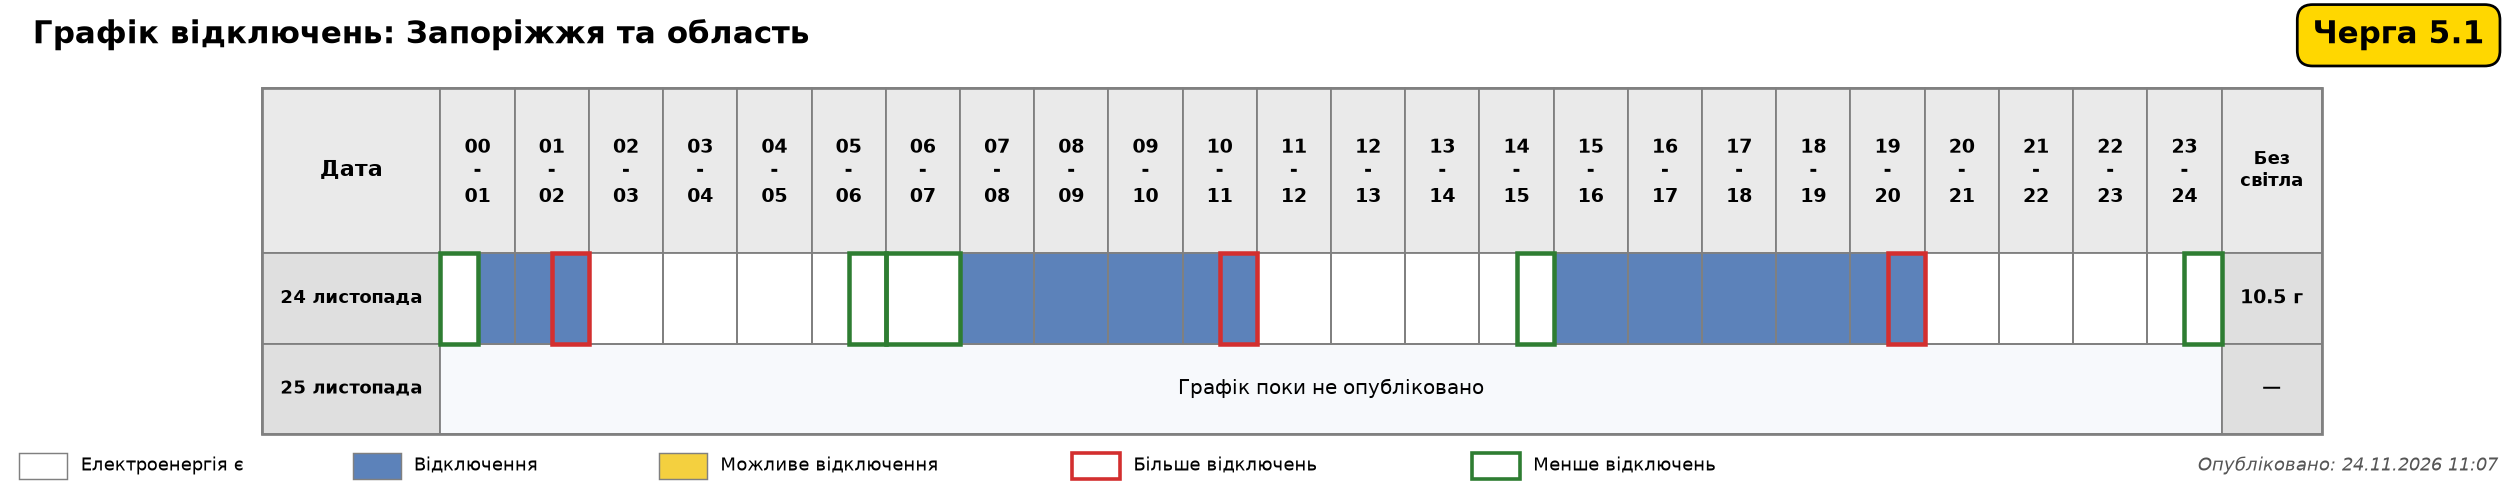 Графік відключень: Запоріжжя та область
Черга 5.1
Дата
00 - 01
01 - 02
02 - 03
03 - 04
04 - 05
05 - 06
06 - 07
07 - 08
08 - 09
09 - 10
10 - 11
11 - 12
12 - 13
13 - 14
14 - 15
15 - 16
16 - 17
17 - 18
18 - 19
19 - 20
20 - 21
21 - 22
22 - 23
23 - 24
Без
світла
24 листопада
10.5 г
25 листопада
Графік поки не опубліковано
—
Електроенергія є
Відключення
Можливе відключення
Більше відключень
Менше відключень
Опубліковано: 24.11.2026 11:07